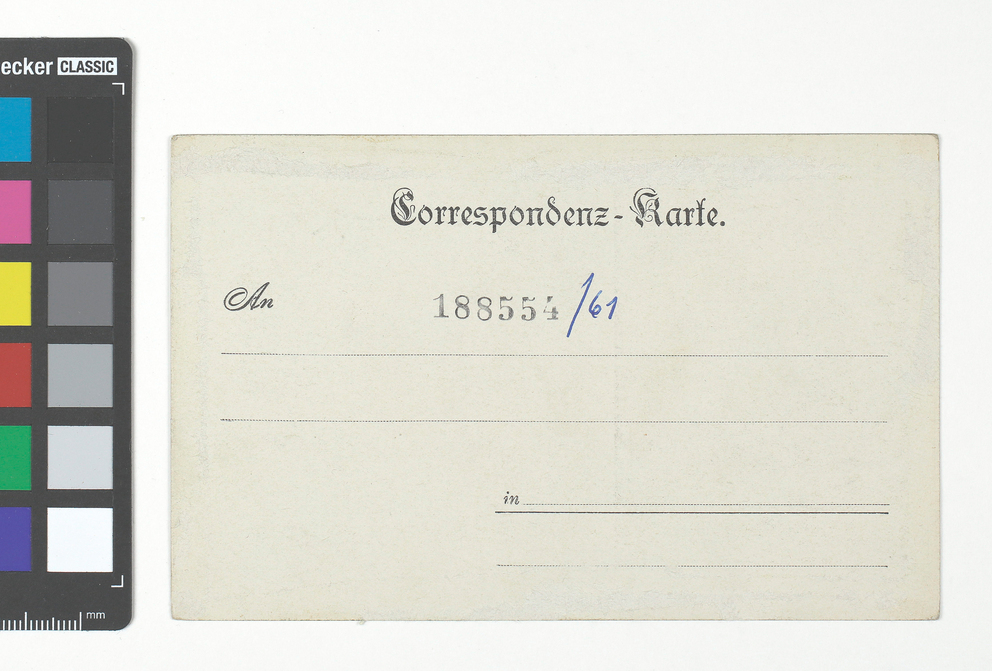 ecker CLASSIC
Correspondenz-Karte.
An
188554/61
in
mm